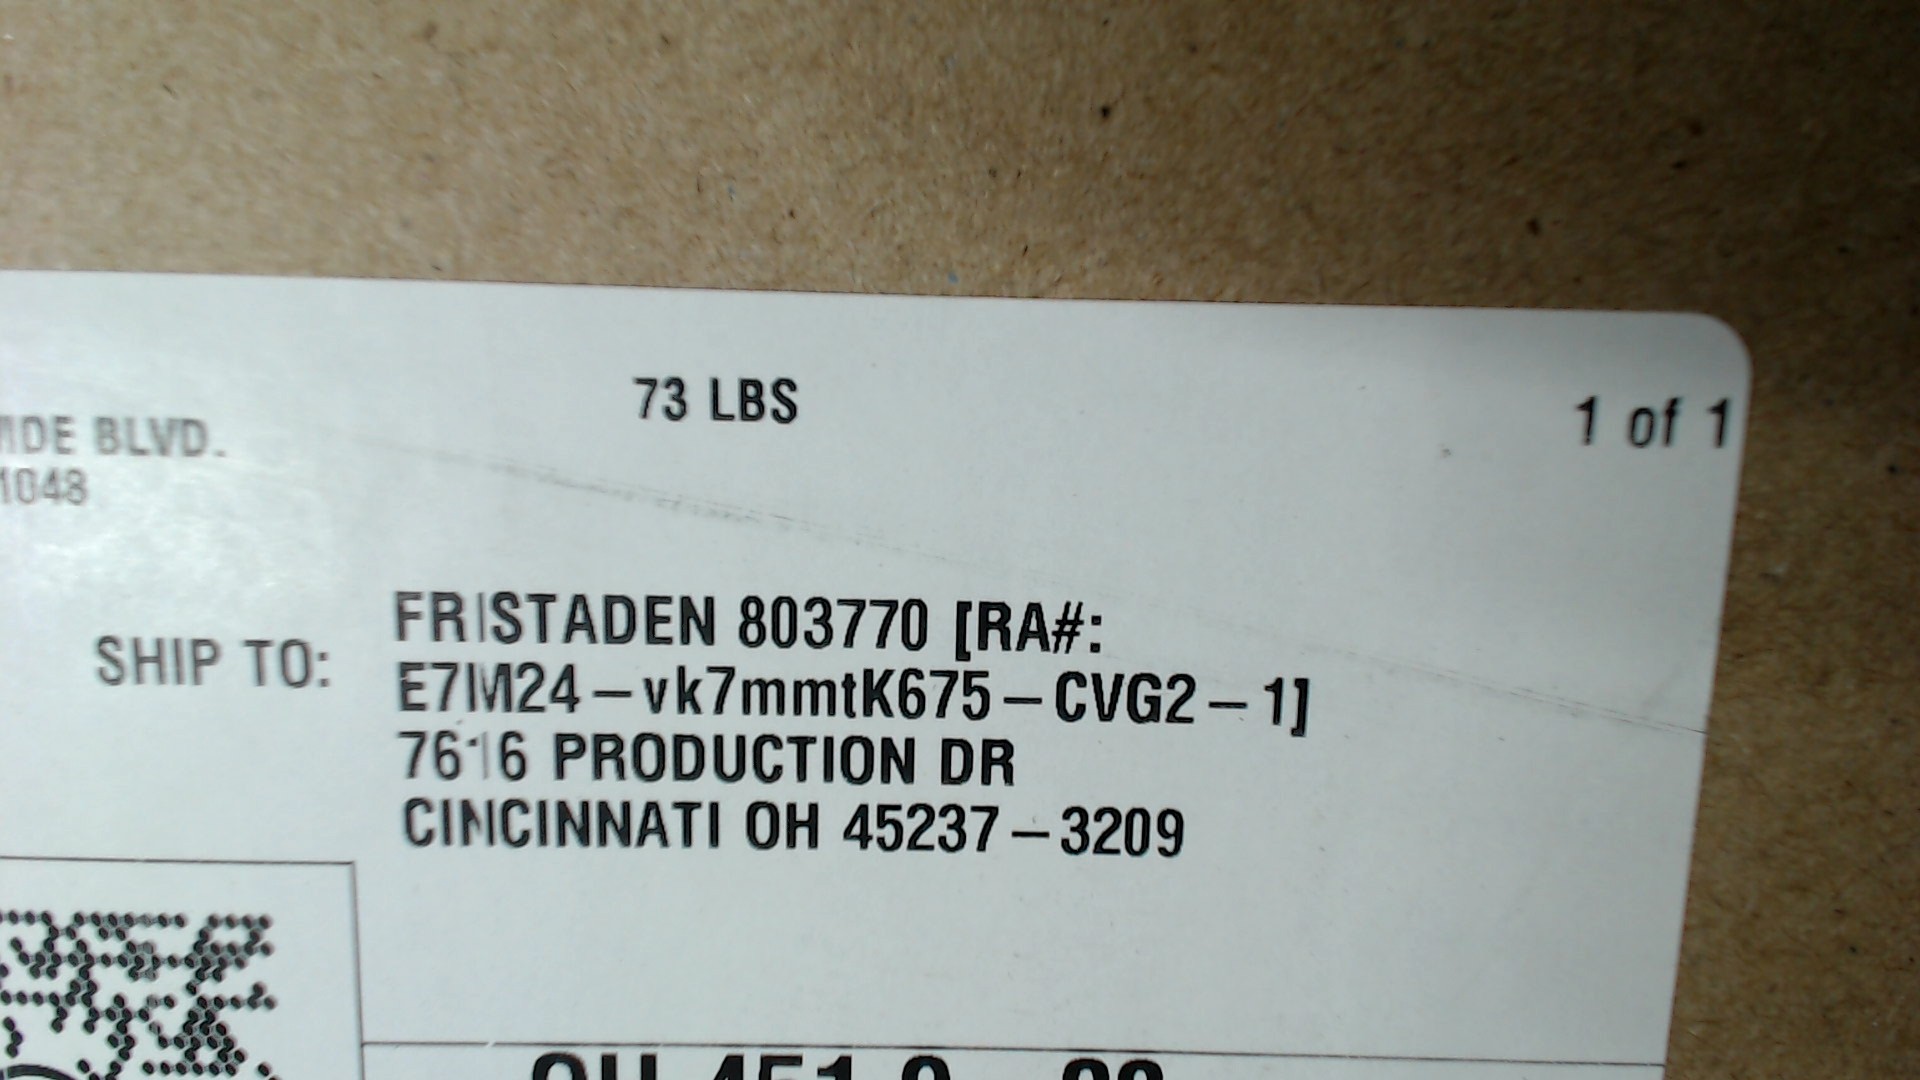 73 LBS
1 of 1
BLVD.
1048
SHIP TO:
FRISTADEN 803770 [RA#:
E7M24-vk7mmtK675-CVG2-1]
7616 PRODUCTION DR
CINCINNATI OH 45237-3209